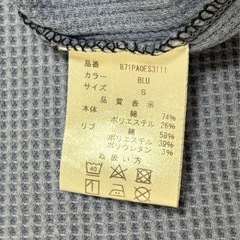 品番 871PA0ES3111
カラー BLU
サイズ S
品質表示
本体 綿 74%
ポリエステル 26%
リブ 綿 58%
ポリエステル 39%
ポリウレタン 3%
取扱い方
40